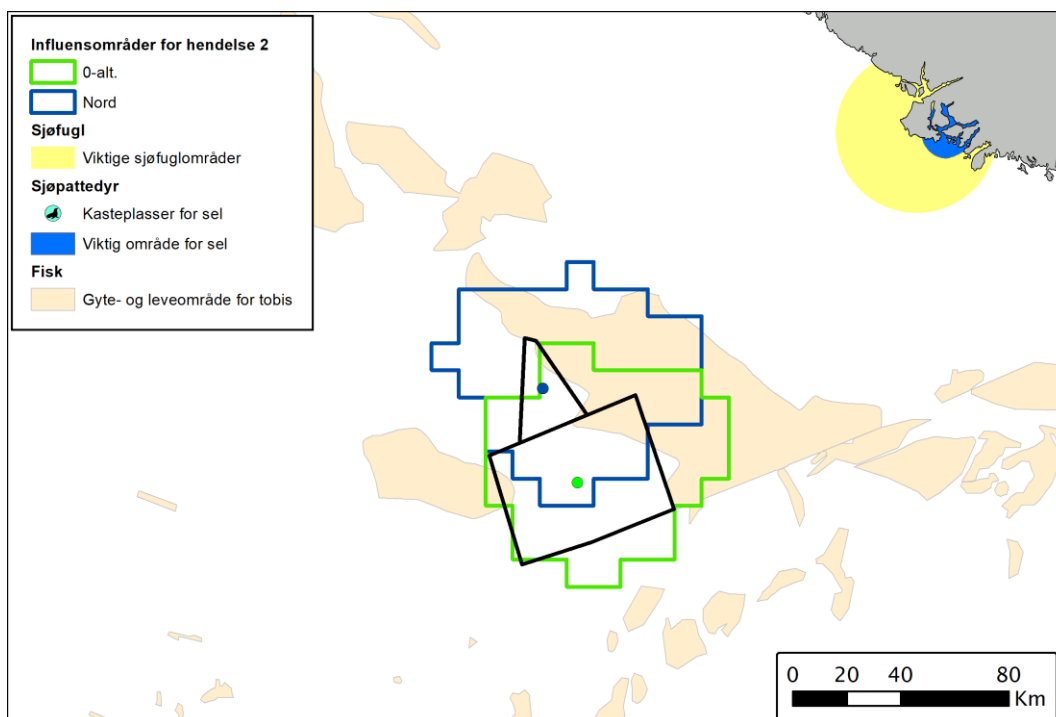 Influensområder for hendelse 2
0-alt.
Nord
Sjøfugl
Viktige sjøfuglområder
Sjøpattedyr
Kasteplasser for sel
Viktig område for sel
Fisk
Gyte- og leveområde for tobis
0 20 40 80
Km